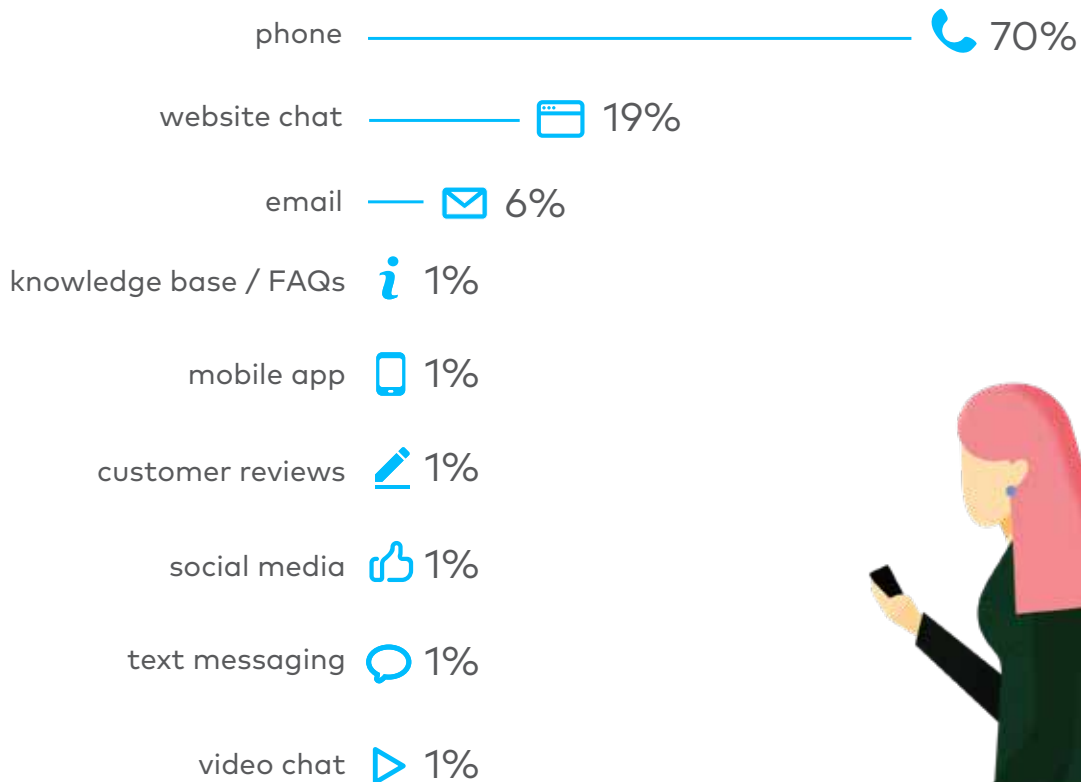 phone 70%
website chat 19%
email 6%
knowledge base / FAQs 1%
mobile app 1%
customer reviews 1%
social media 1%
text messaging 1%
video chat 1%